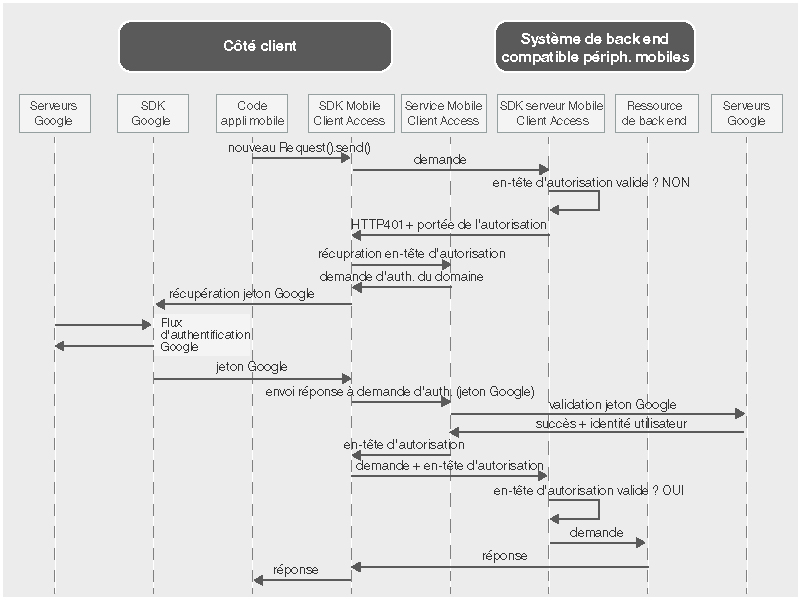 Côté client
Système de back end
compatible périph. mobiles
Serveurs
Google
SDK
Google
Code
appli mobile
SDK Mobile
Client Access
Service Mobile
Client Access
SDK serveur Mobile
Client Access
Ressource
de back end
Serveurs
Google
nouveau Request().send()
demande
en-tête d'autorisation valide ? NON
HTTP401 + portée de l'autorisation
récupration en-tête d'autorisation
demande d'auth. du domaine
récupération jeton Google
Flux
d'authentification
Google
jeton Google
envoi réponse à demande d'auth. (jeton Google)
validation jeton Google
succès + identité utilisateur
en-tête d'autorisation
demande + en-tête d'autorisation
en-tête d'autorisation valide ? OUI
demande
réponse
réponse